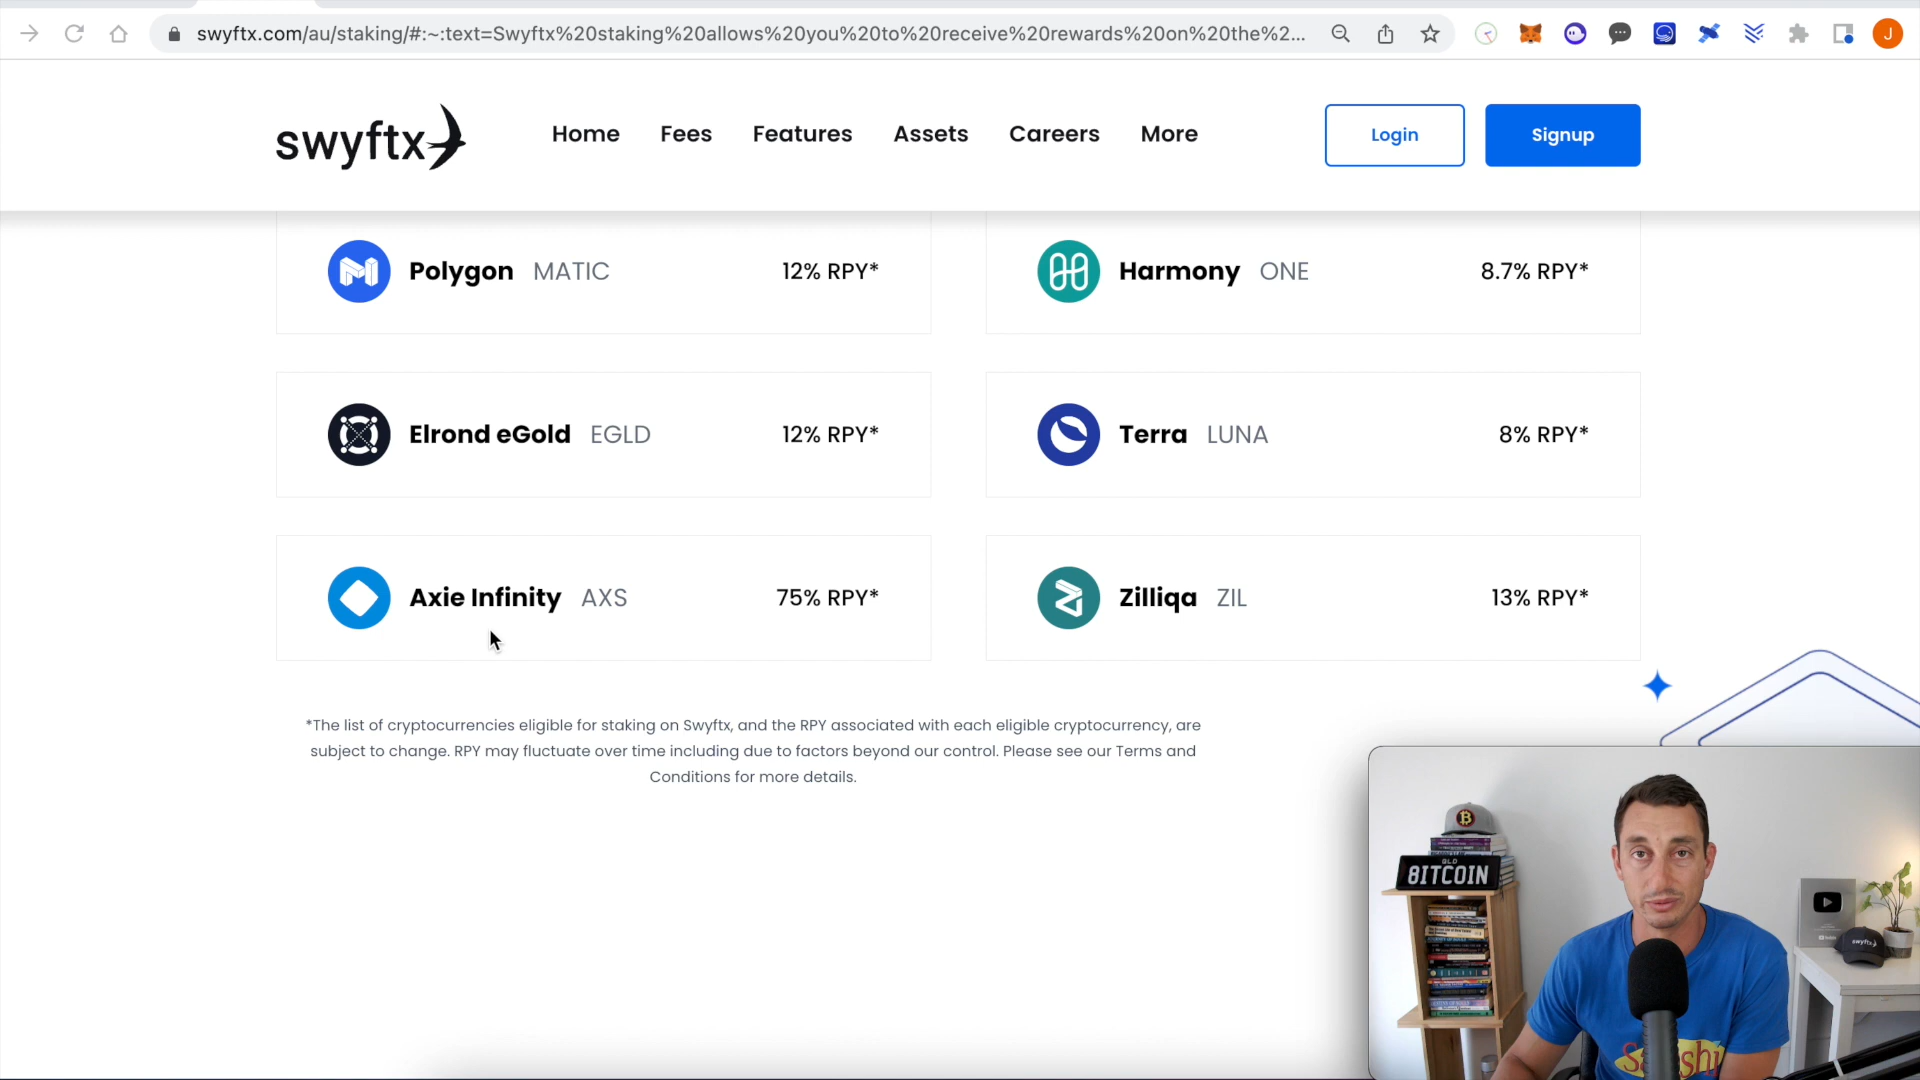 swyftx.com/au/staking/#:~:text=Swyftx%20staking%20allows%20you%20to%20receive%20rewards%20on%20the%2...
J
swyftx
Home
Fees
Features
Assets
Careers
More
Login
Signup
Polygon MATIC 12% RPY*
Harmony ONE 8.7% RPY*
Elrond eGold EGLD 12% RPY*
Terra LUNA 8% RPY*
Axie Infinity AXS 75% RPY*
Zilliqa ZIL 13% RPY*
*The list of cryptocurrencies eligible for staking on Swyftx, and the RPY associated with each eligible cryptocurrency, are
subject to change. RPY may fluctuate over time including due to factors beyond our control. Please see our Terms and
Conditions for more details.
QLD
8ITCOIN
swyftx